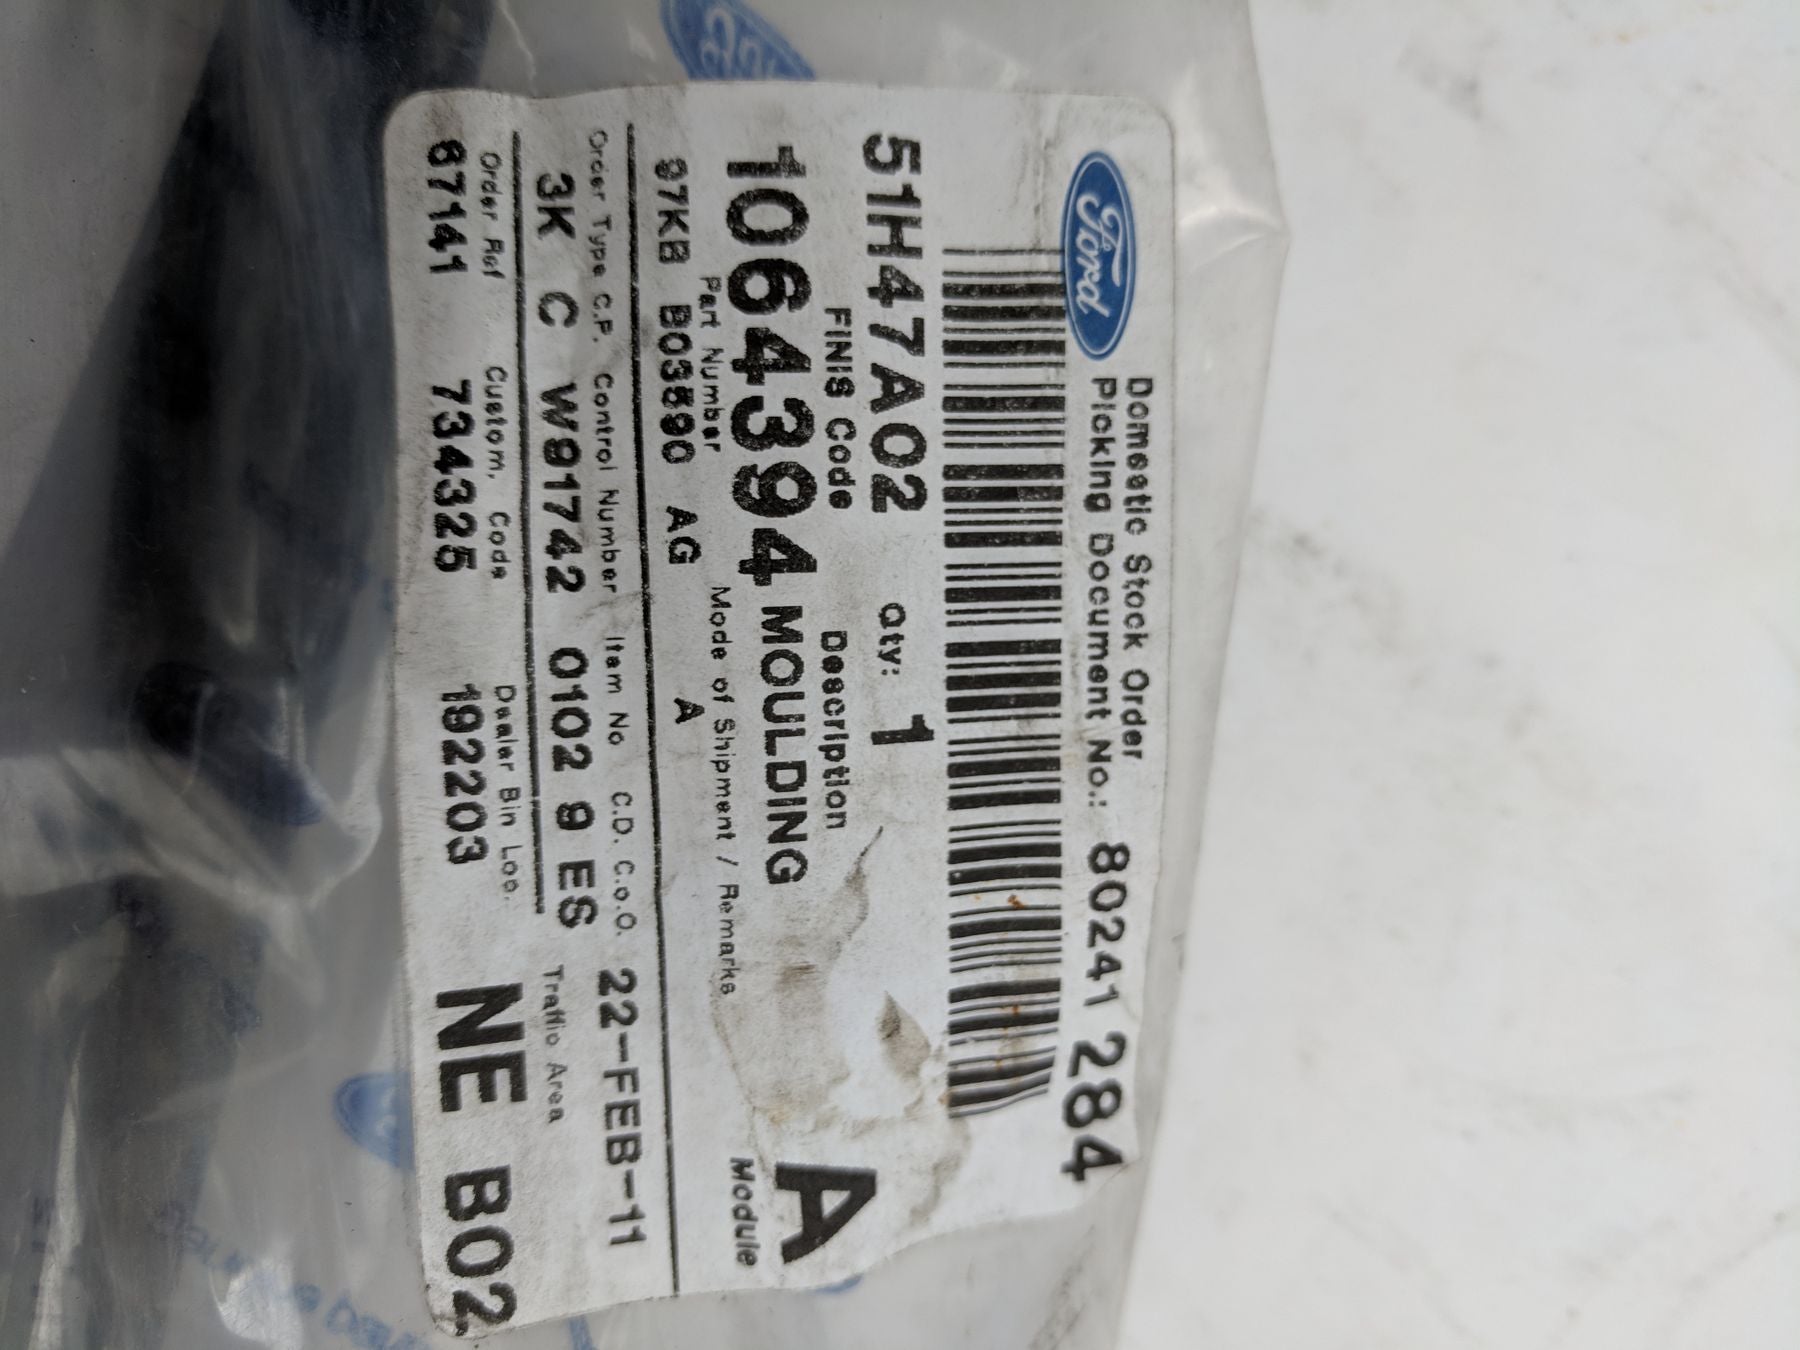 Ford
Domestic Stock Order
Picking Document No.: 80241 284
51H47A02 Qty: 1
FINIS Code Description
1064394 MOULDING A
Part Number Mode of Shipment / Remarks Module
97KB B03590 AG A
Order Type C.P. Control Number Item No C.D. C.o.O. 22-FEB-11
3K C W91742 0102 9 ES
Order Ref Custom. Code Dealer Bin Loc. Traffic Area
67141 734325 192203 NE B02